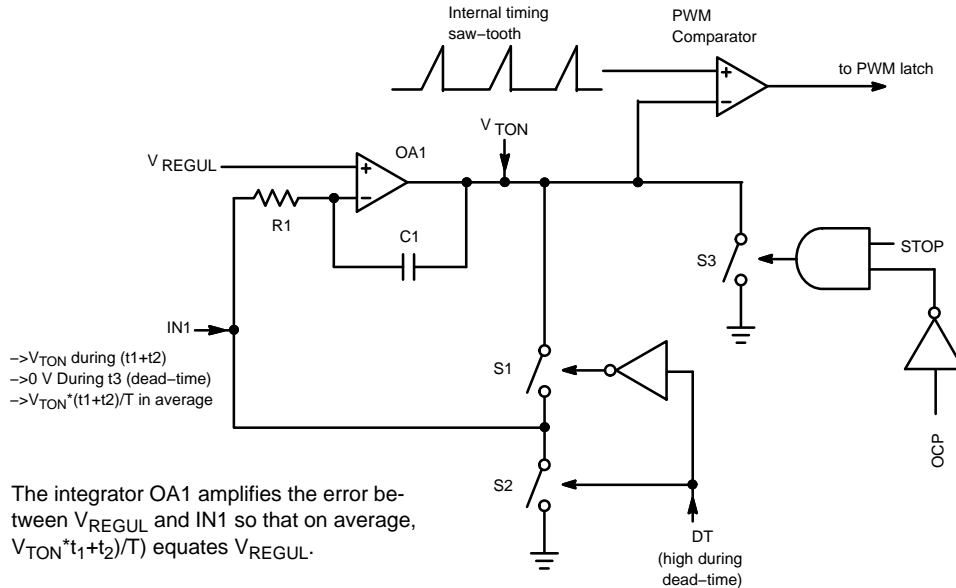 Internal timing
saw-tooth
PWM
Comparator
to PWM latch
VTON
OA1
VREGUL
R1
C1
S3
STOP
IN1
->VTON during (t1+t2)
->0 V During t3 (dead-time)
->VTON*(t1+t2)/T in average
S1
OCP
S2
DT
(high during
dead-time)
The integrator OA1 amplifies the error be-
tween VREGUL and IN1 so that on average,
VTON*t1+t2)/T) equates VREGUL.
+
−
+
−